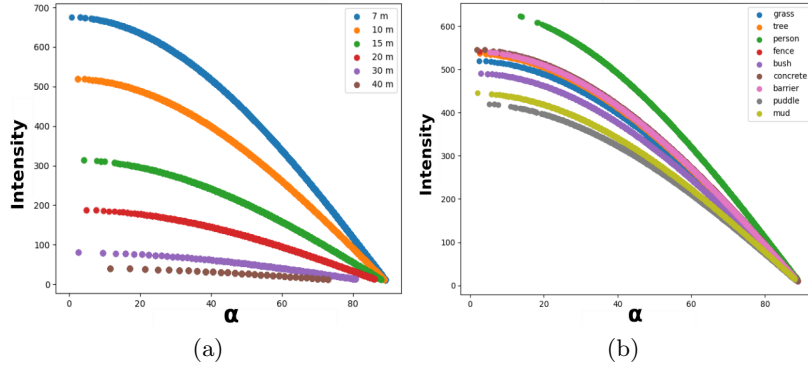 700
600
500
400
300
200
100
0
Intensity
0 20 40 60 80
α
7 m
10 m
15 m
20 m
30 m
40 m
(a)
600
500
400
300
200
100
0
Intensity
0 20 40 60 80
α
grass
tree
person
fence
bush
concrete
barrier
puddle
mud
(b)